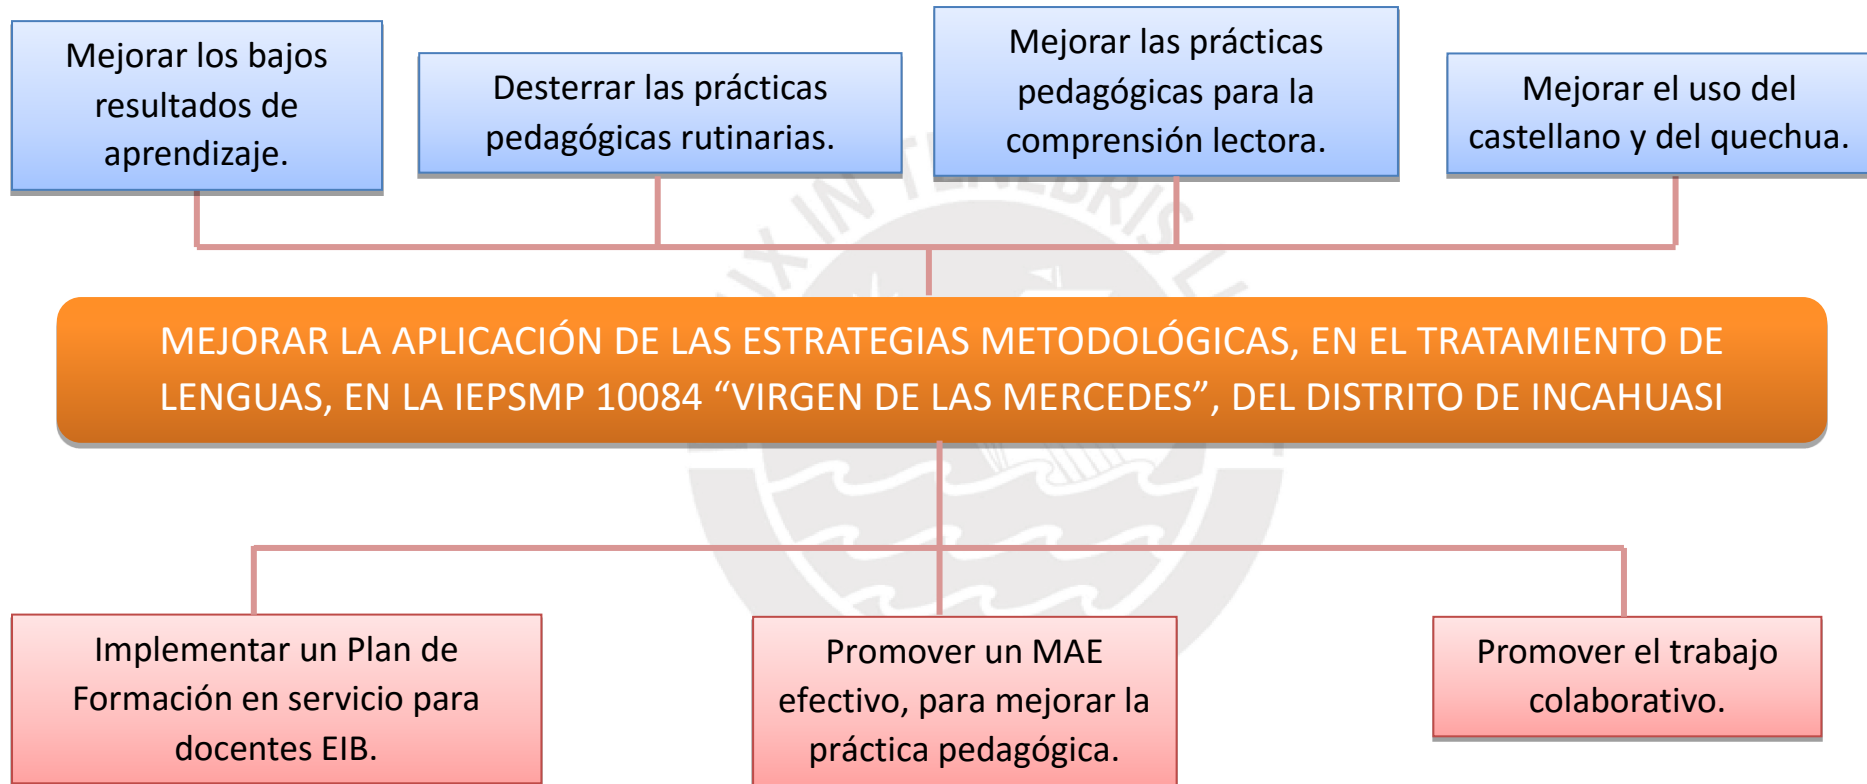 Mejorar los bajos
resultados de
aprendizaje.
Desterrar las prácticas
pedagógicas rutinarias.
Mejorar las prácticas
pedagógicas para la
comprensión lectora.
Mejorar el uso del
castellano y del quechua.
MEJORAR LA APLICACIÓN DE LAS ESTRATEGIAS METODOLÓGICAS, EN EL TRATAMIENTO DE
LENGUAS, EN LA IEPSMP 10084 “VIRGEN DE LAS MERCEDES”, DEL DISTRITO DE INCAHUASI
Implementar un Plan de
Formación en servicio para
docentes EIB.
Promover un MAE
efectivo, para mejorar la
práctica pedagógica.
Promover el trabajo
colaborativo.
IN TENEBRIS